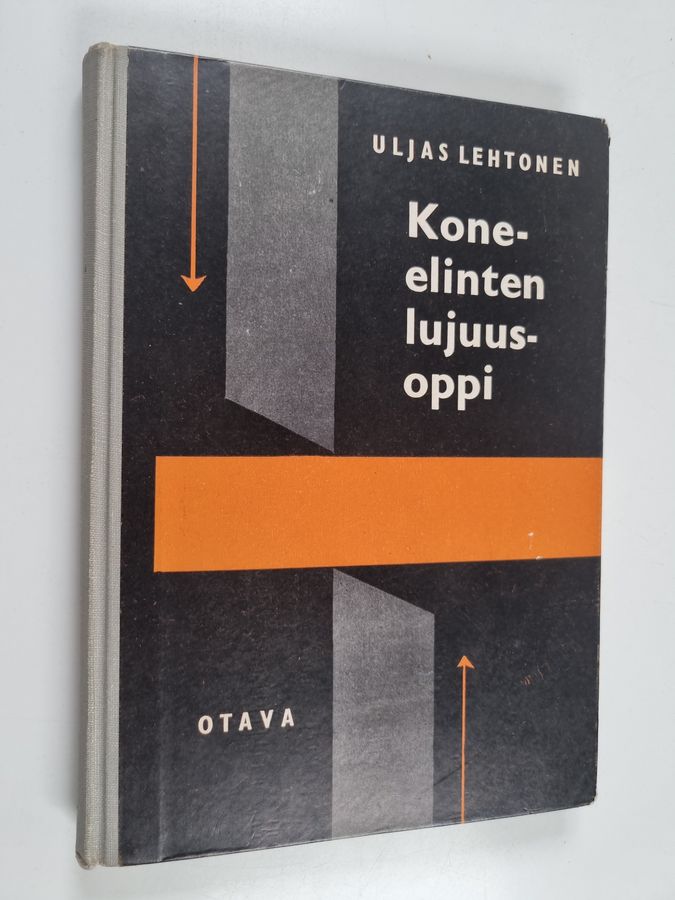 ULJAS LEHTONEN
Kone-
elinten
lujuus-
oppi
OTAVA